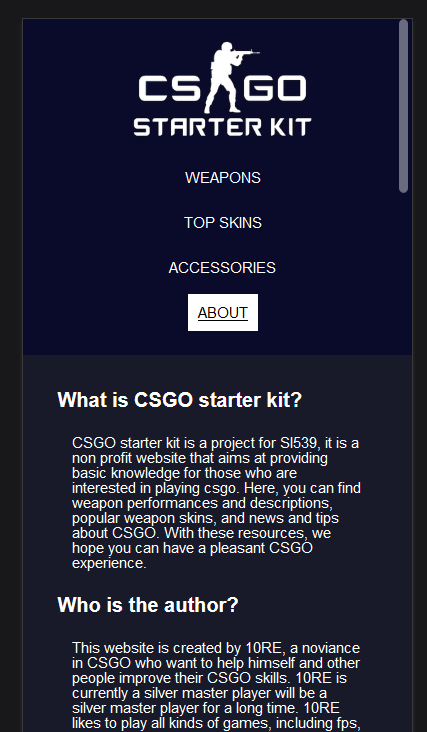 CS GO
STARTER KIT
WEAPONS
TOP SKINS
ACCESSORIES
ABOUT
What is CSGO starter kit?
CSGO starter kit is a project for SI539, it is a
non profit website that aims at providing
basic knowledge for those who are
interested in playing csgo. Here, you can find
weapon performances and descriptions,
popular weapon skins, and news and tips
about CSGO. With these resources, we
hope you can have a pleasant CSGO
experience.
Who is the author?
This website is created by 10RE, a noviance
in CSGO who want to help himself and other
people improve their CSGO skills. 10RE is
currently a silver master player will be a
silver master player for a long time. 10RE
likes to play all kinds of games, including fps,